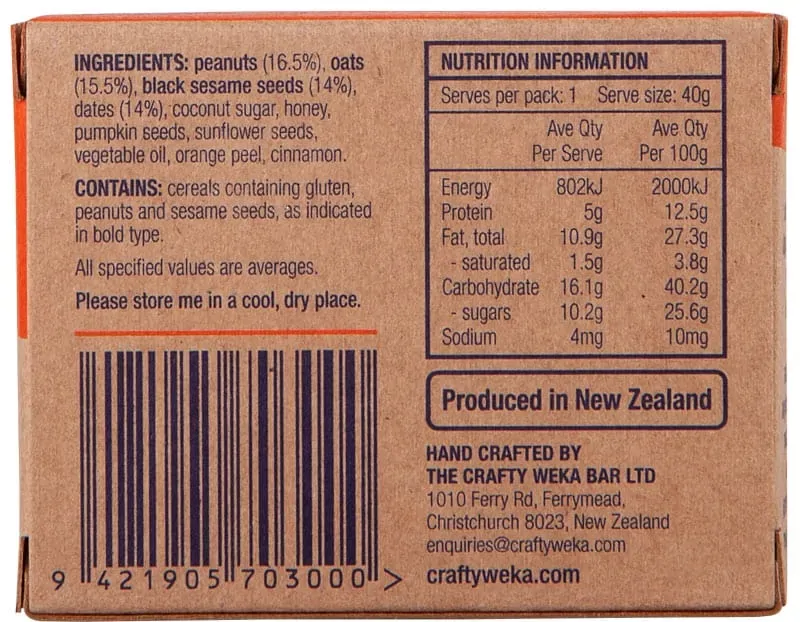 INGREDIENTS: peanuts (16.5%), oats
(15.5%), black sesame seeds (14%),
dates (14%), coconut sugar, honey,
pumpkin seeds, sunflower seeds,
vegetable oil, orange peel, cinnamon.
CONTAINS: cereals containing gluten,
peanuts and sesame seeds, as indicated
in bold type.
All specified values are averages.
Please store me in a cool, dry place.
9 421905 703000 >
NUTRITION INFORMATION
Serves per pack: 1 Serve size: 40g
Ave Qty Ave Qty
Per Serve Per 100g
Energy 802kJ 2000kJ
Protein 5g 12.5g
Fat, total 10.9g 27.3g
- saturated 1.5g 3.8g
Carbohydrate 16.1g 40.2g
- sugars 10.2g 25.6g
Sodium 4mg 10mg
Produced in New Zealand
HAND CRAFTED BY
THE CRAFTY WEKA BAR LTD
1010 Ferry Rd, Ferrymead,
Christchurch 8023, New Zealand
enquiries@craftyweka.com
craftyweka.com